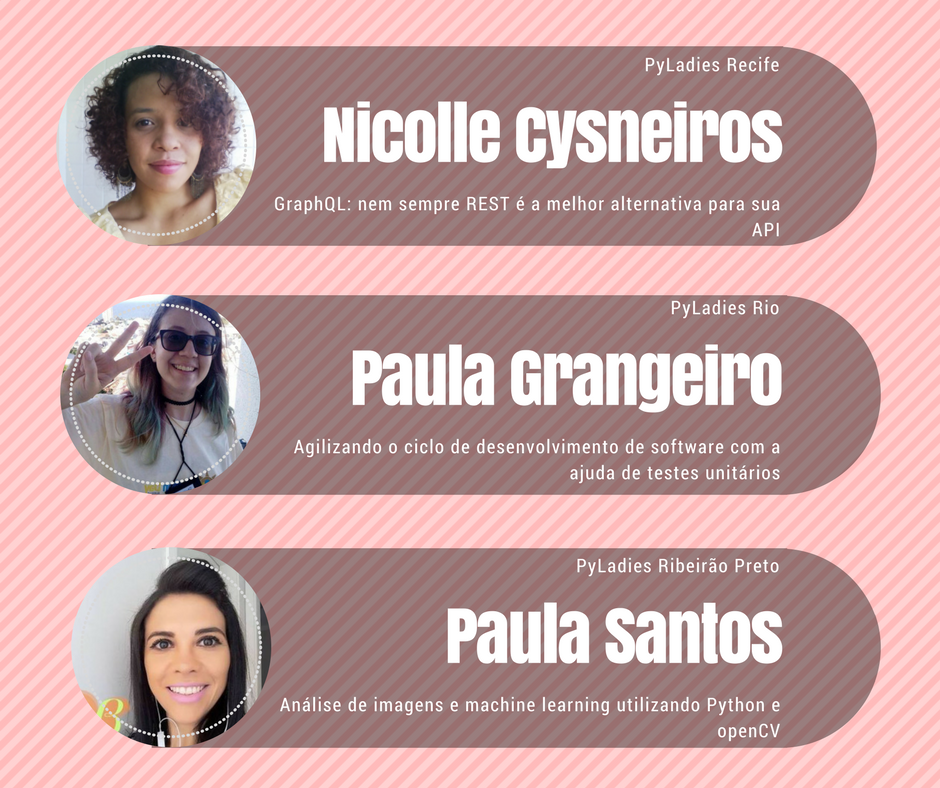 PyLadies Recife
Nicolle Cysneiros
GraphQL: nem sempre REST é a melhor alternativa para sua
API
PyLadies Rio
Paula Grangeiro
Agilizando o ciclo de desenvolvimento de software com a
ajuda de testes unitários
PyLadies Ribeirão Preto
Paula Santos
Análise de imagens e machine learning utilizando Python e
openCV